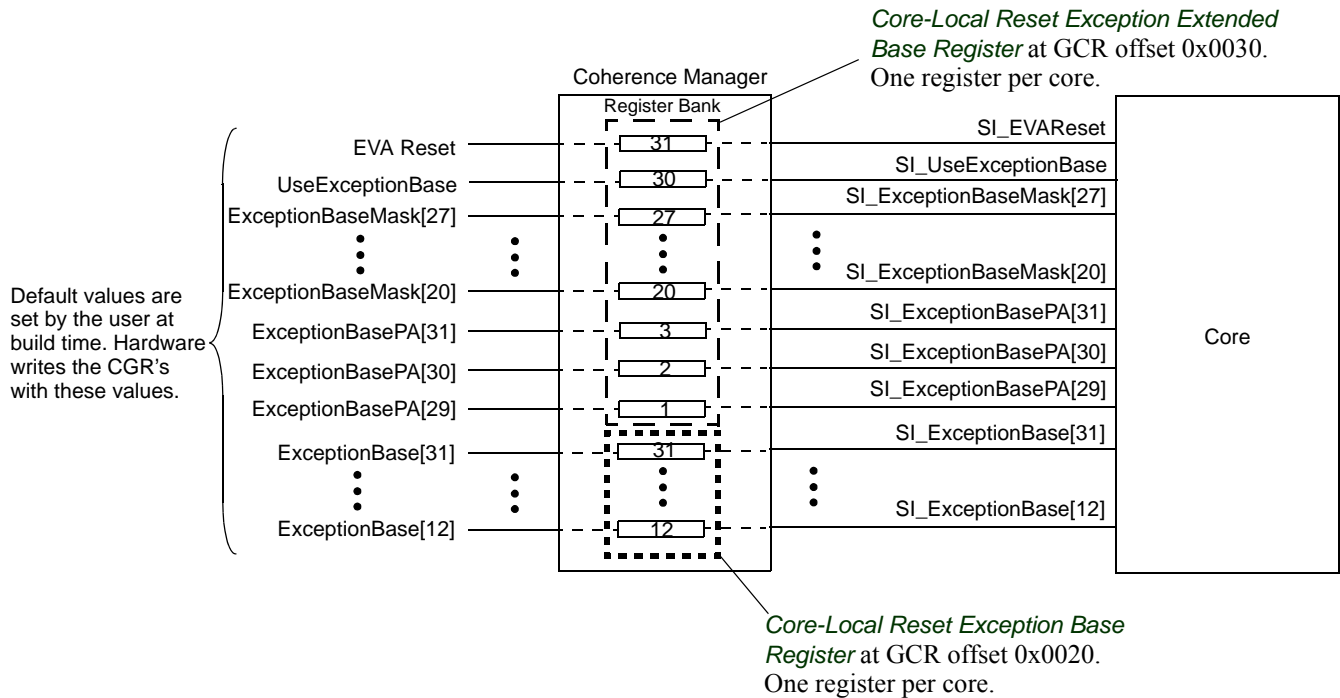 Core-Local Reset Exception Extended
Base Register at GCR offset 0x0030.
One register per core.
Coherence Manager
Register Bank
EVA Reset
31
SI_EVAReset
UseExceptionBase
30
SI_UseExceptionBase
ExceptionBaseMask[27]
27
SI_ExceptionBaseMask[27]
ExceptionBaseMask[20]
20
SI_ExceptionBaseMask[20]
ExceptionBasePA[31]
3
SI_ExceptionBasePA[31]
ExceptionBasePA[30]
2
SI_ExceptionBasePA[30]
ExceptionBasePA[29]
1
SI_ExceptionBasePA[29]
ExceptionBase[31]
31
SI_ExceptionBase[31]
ExceptionBase[12]
12
SI_ExceptionBase[12]
Default values are
set by the user at
build time. Hardware
writes the CGR's
with these values.
Core
Core-Local Reset Exception Base
Register at GCR offset 0x0020.
One register per core.